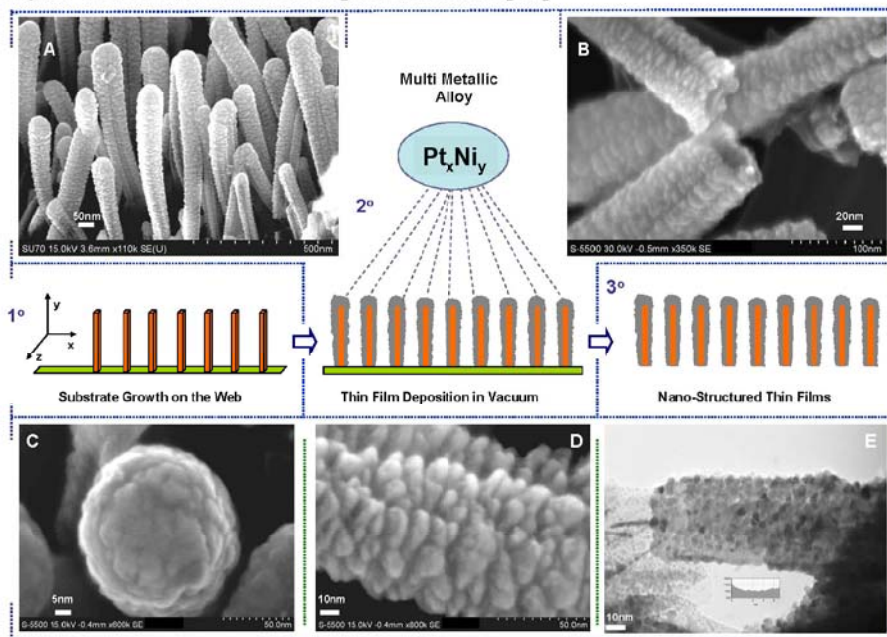 A
50nm
SU70 15.0kV 3.6mm x110k SE(U)
500nm
Multi Metallic
Alloy
PtxNiy
2º
B
20nm
S-5500 30.0kV -0.5mm x350k SE
100nm
1º
y
x
z
Substrate Growth on the Web
Thin Film Deposition in Vacuum
3º
Nano-Structured Thin Films
C
5nm
S-5500 15.0kV -0.4mm x600k SE
50.0nm
D
10nm
S-5500 15.0kV -0.4mm x800k SE
50.0nm
E
10nm